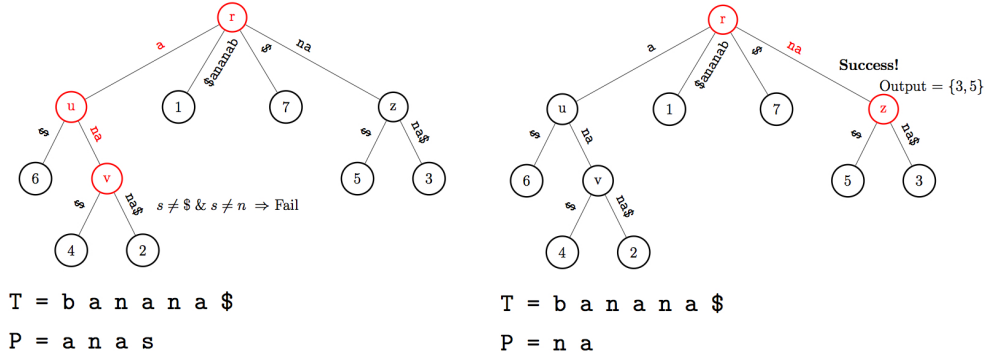 r
a
$ananab
$
na
u
1
7
z
$
na
$
na$
6
v
5
3
s ≠ $ & s ≠ n ⇒ Fail
$
na$
4
2
T = b a n a n a $
P = a n a s
r
a
$ananab
$
na
Success!
Output = {3, 5}
u
1
7
z
$
na
$
na$
6
v
5
3
$
na$
4
2
T = b a n a n a $
P = n a